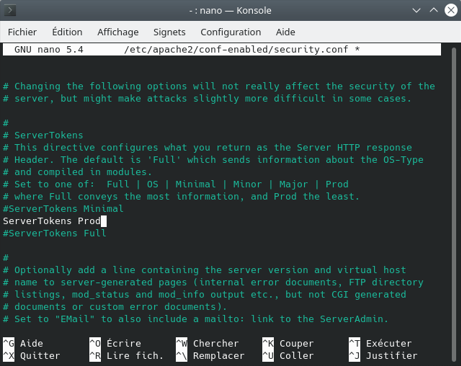 - : nano — Konsole
Fichier Édition Affichage Signets Configuration Aide
GNU nano 5.4 /etc/apache2/conf-enabled/security.conf *
# Changing the following options will not really affect the security of the
# server, but might make attacks slightly more difficult in some cases.
#
# ServerTokens
# This directive configures what you return as the Server HTTP response
# Header. The default is 'Full' which sends information about the OS-Type
# and compiled in modules.
# Set to one of: Full | OS | Minimal | Minor | Major | Prod
# where Full conveys the most information, and Prod the least.
#ServerTokens Minimal
ServerTokens Prod
#ServerTokens Full
#
# Optionally add a line containing the server version and virtual host
# name to server-generated pages (internal error documents, FTP directory
# listings, mod_status and mod_info output etc., but not CGI generated
# documents or custom error documents).
# Set to "EMail" to also include a mailto: link to the ServerAdmin.
^G Aide ^O Écrire ^W Chercher ^K Couper ^T Exécuter
^X Quitter ^R Lire fich. ^\ Remplacer ^U Coller ^J Justifier